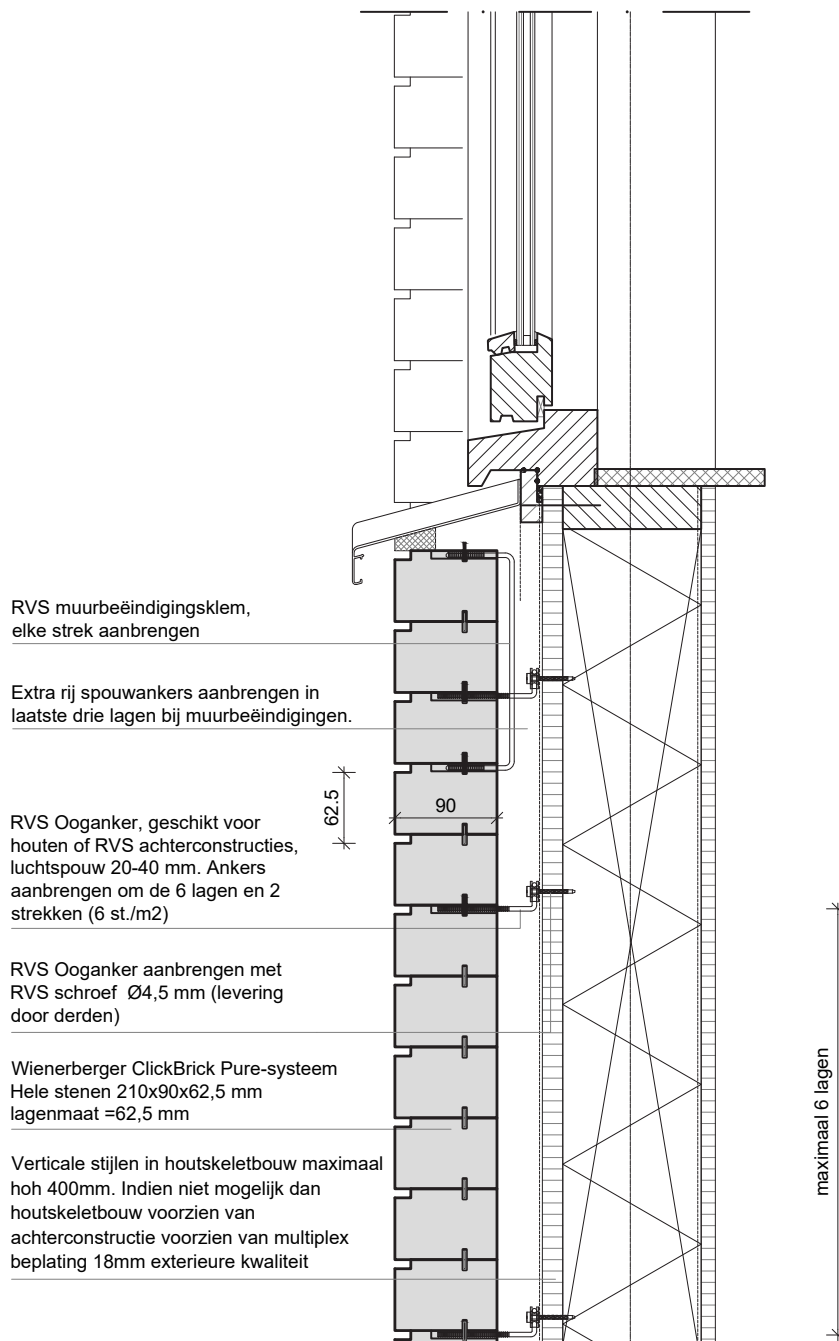 RVS muurbeëindigingsklem,
elke strek aanbrengen
Extra rij spouwankers aanbrengen in
laatste drie lagen bij muurbeëindigingen.
62.5
90
RVS Ooganker, geschikt voor
houten of RVS achterconstructies,
luchtspouw 20-40 mm. Ankers
aanbrengen om de 6 lagen en 2
strekken (6 st./m2)
RVS Ooganker aanbrengen met
RVS schroef Ø4,5 mm (levering
door derden)
Wienerberger ClickBrick Pure-systeem
Hele stenen 210x90x62,5 mm
lagenmaat =62,5 mm
Verticale stijlen in houtskeletbouw maximaal
hoh 400mm. Indien niet mogelijk dan
houtskeletbouw voorzien van
achterconstructie voorzien van multiplex
beplating 18mm exterieure kwaliteit
maximaal 6 lagen